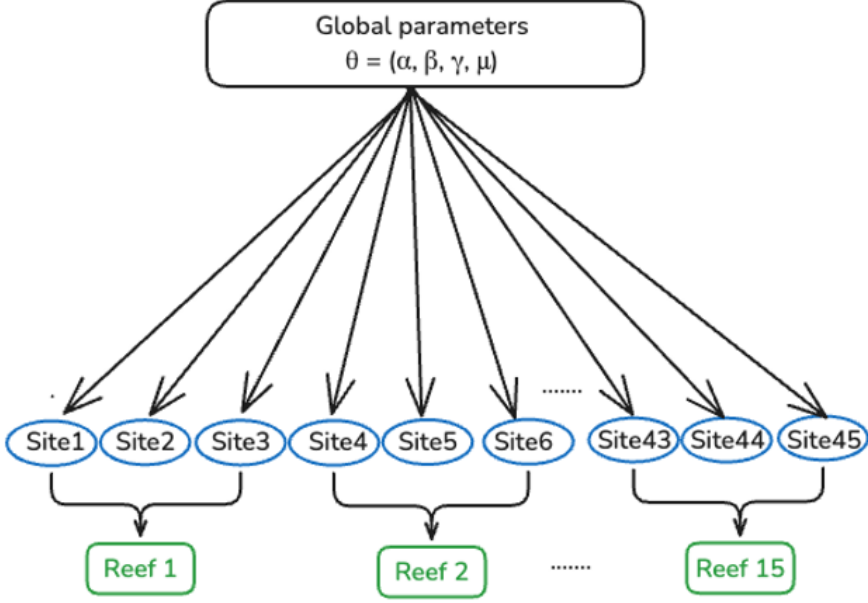 Global parameters
θ = (α, β, γ, μ)
.......
Site1 Site2 Site3 Site4 Site5 Site6 Site43 Site44 Site45
Reef 1 Reef 2 ....... Reef 15